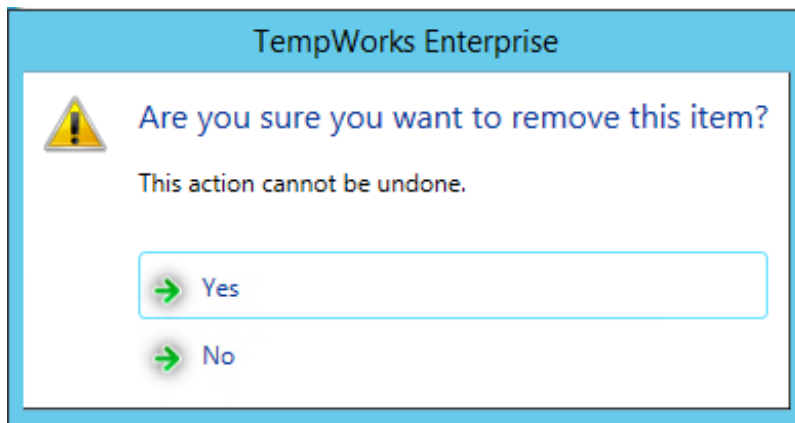 TempWorks Enterprise
Are you sure you want to remove this item?
This action cannot be undone.
Yes
No